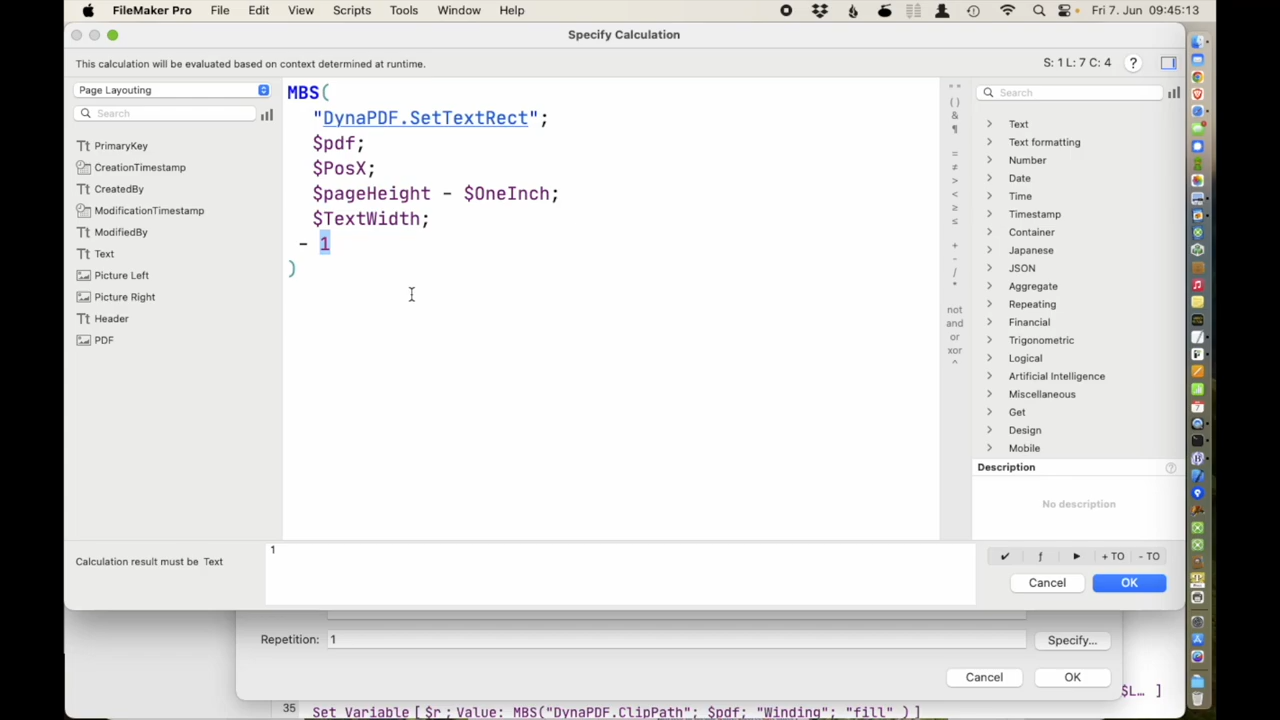 FileMaker Pro File Edit View Scripts Tools Window Help Fri 7. Jun 09:45:13
Specify Calculation
This calculation will be evaluated based on context determined at runtime.
S: 1 L: 7 C: 4 ?
Page Layouting
Search
PrimaryKey
CreationTimestamp
CreatedBy
ModificationTimestamp
ModifiedBy
Text
Picture Left
Picture Right
Header
PDF
MBS(
"DynaPDF.SetTextRect";
$pdf;
$PosX;
$pageHeight - $OneInch;
$TextWidth;
- 1
)
" "
( )
&
¶
=
≠
>
<
≥
≤
+
-
/
*
not
and
or
xor
^
Search
Text
Text formatting
Number
Date
Time
Timestamp
Container
Japanese
JSON
Aggregate
Repeating
Financial
Trigonometric
Logical
Artificial Intelligence
Miscellaneous
Get
Design
Mobile
Description
No description
Calculation result must be Text
1
+ TO - TO
Cancel OK
Repetition: 1 Specify...
Cancel OK
$L... ]
35 Set Variable [ $r ; Value: MBS("DynaPDF.ClipPath"; $pdf; "Winding"; "fill" ) ]